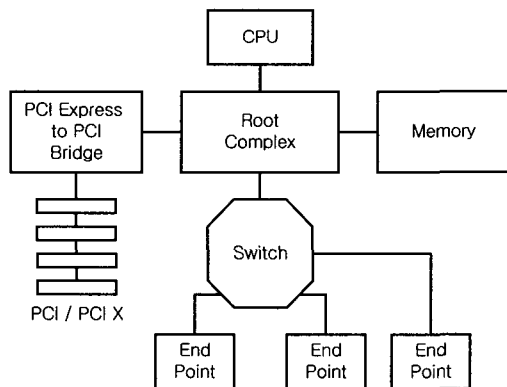 CPU
PCI Express
to PCI
Bridge
Root
Complex
Memory
Switch
PCI / PCI X
End
Point
End
Point
End
Point